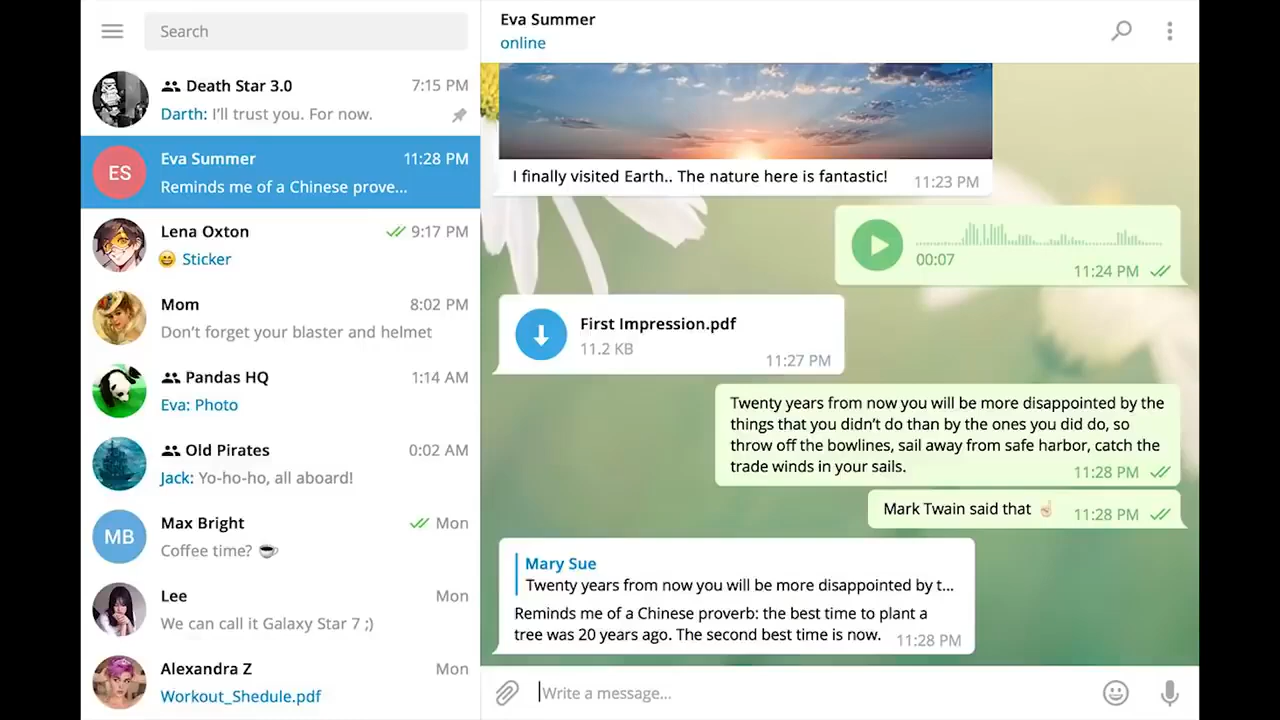 Search
Death Star 3.0 7:15 PM
Darth: I'll trust you. For now.
ES
Eva Summer 11:28 PM
Reminds me of a Chinese prove...
Lena Oxton 9:17 PM
😄 Sticker
Mom 8:02 PM
Don't forget your blaster and helmet
Pandas HQ 1:14 AM
Eva: Photo
Old Pirates 0:02 AM
Jack: Yo-ho-ho, all aboard!
MB
Max Bright Mon
Coffee time? ☕
Lee Mon
We can call it Galaxy Star 7 ;)
Alexandra Z Mon
Workout_Shedule.pdf
Eva Summer
online
I finally visited Earth.. The nature here is fantastic! 11:23 PM
00:07
11:24 PM
First Impression.pdf
11.2 KB
11:27 PM
Twenty years from now you will be more disappointed by the
things that you didn't do than by the ones you did do, so
throw off the bowlines, sail away from safe harbor, catch the
trade winds in your sails. 11:28 PM
Mark Twain said that ☝🏻 11:28 PM
Mary Sue
Twenty years from now you will be more disappointed by t...
Reminds me of a Chinese proverb: the best time to plant a
tree was 20 years ago. The second best time is now. 11:28 PM
Write a message...